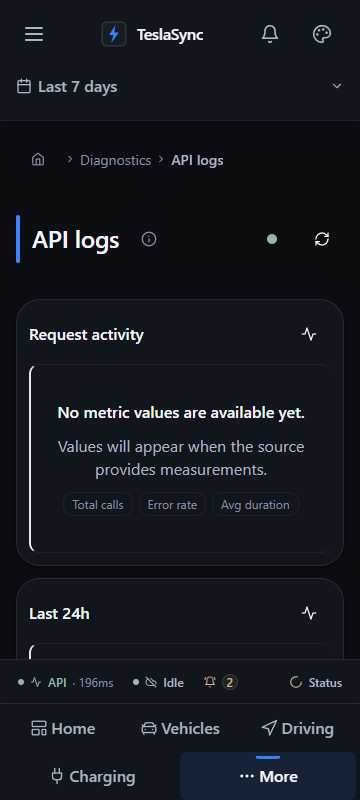 TeslaSync
Last 7 days
Diagnostics
API logs
API logs
Request activity
No metric values are available yet.
Values will appear when the source
provides measurements.
Total calls
Error rate
Avg duration
Last 24h
API · 196ms
Idle
2
Status
Home
Vehicles
Driving
Charging
More